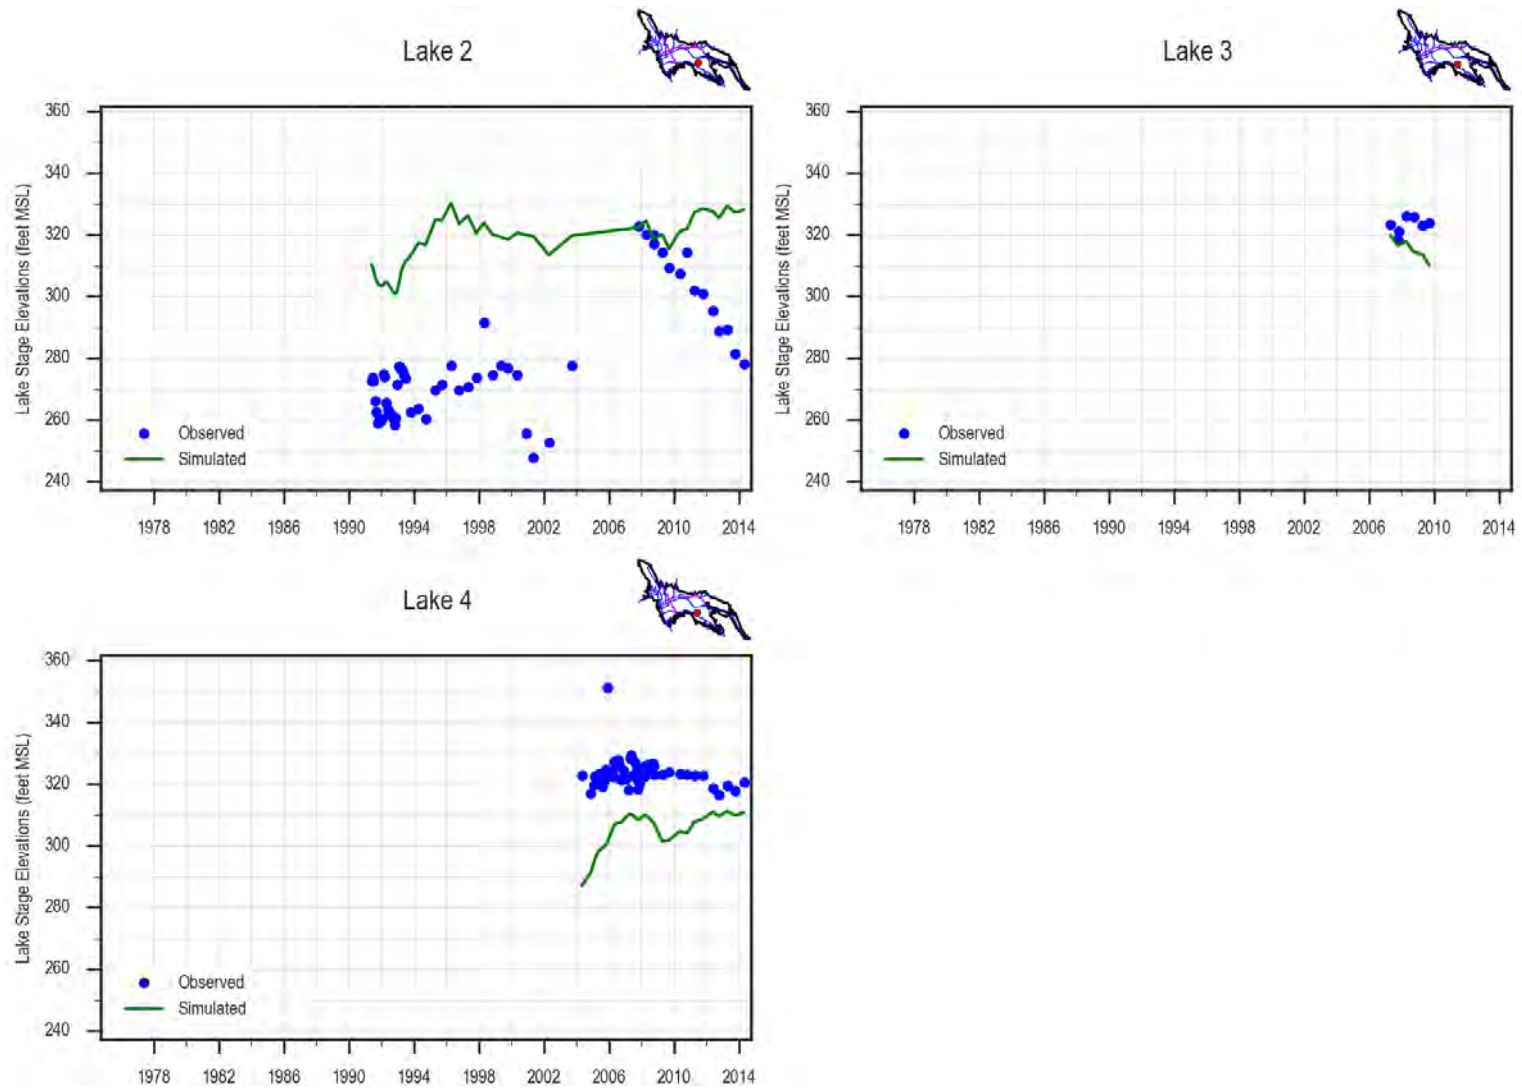 Lake 2
360
340
320
300
280
260
240
Lake Stage Elevations (feet MSL)
Observed
Simulated
1978 1982 1986 1990 1994 1998 2002 2006 2010 2014
Lake 3
360
340
320
300
280
260
240
Lake Stage Elevations (feet MSL)
Observed
Simulated
1978 1982 1986 1990 1994 1998 2002 2006 2010 2014
Lake 4
360
340
320
300
280
260
240
Lake Stage Elevations (feet MSL)
Observed
Simulated
1978 1982 1986 1990 1994 1998 2002 2006 2010 2014